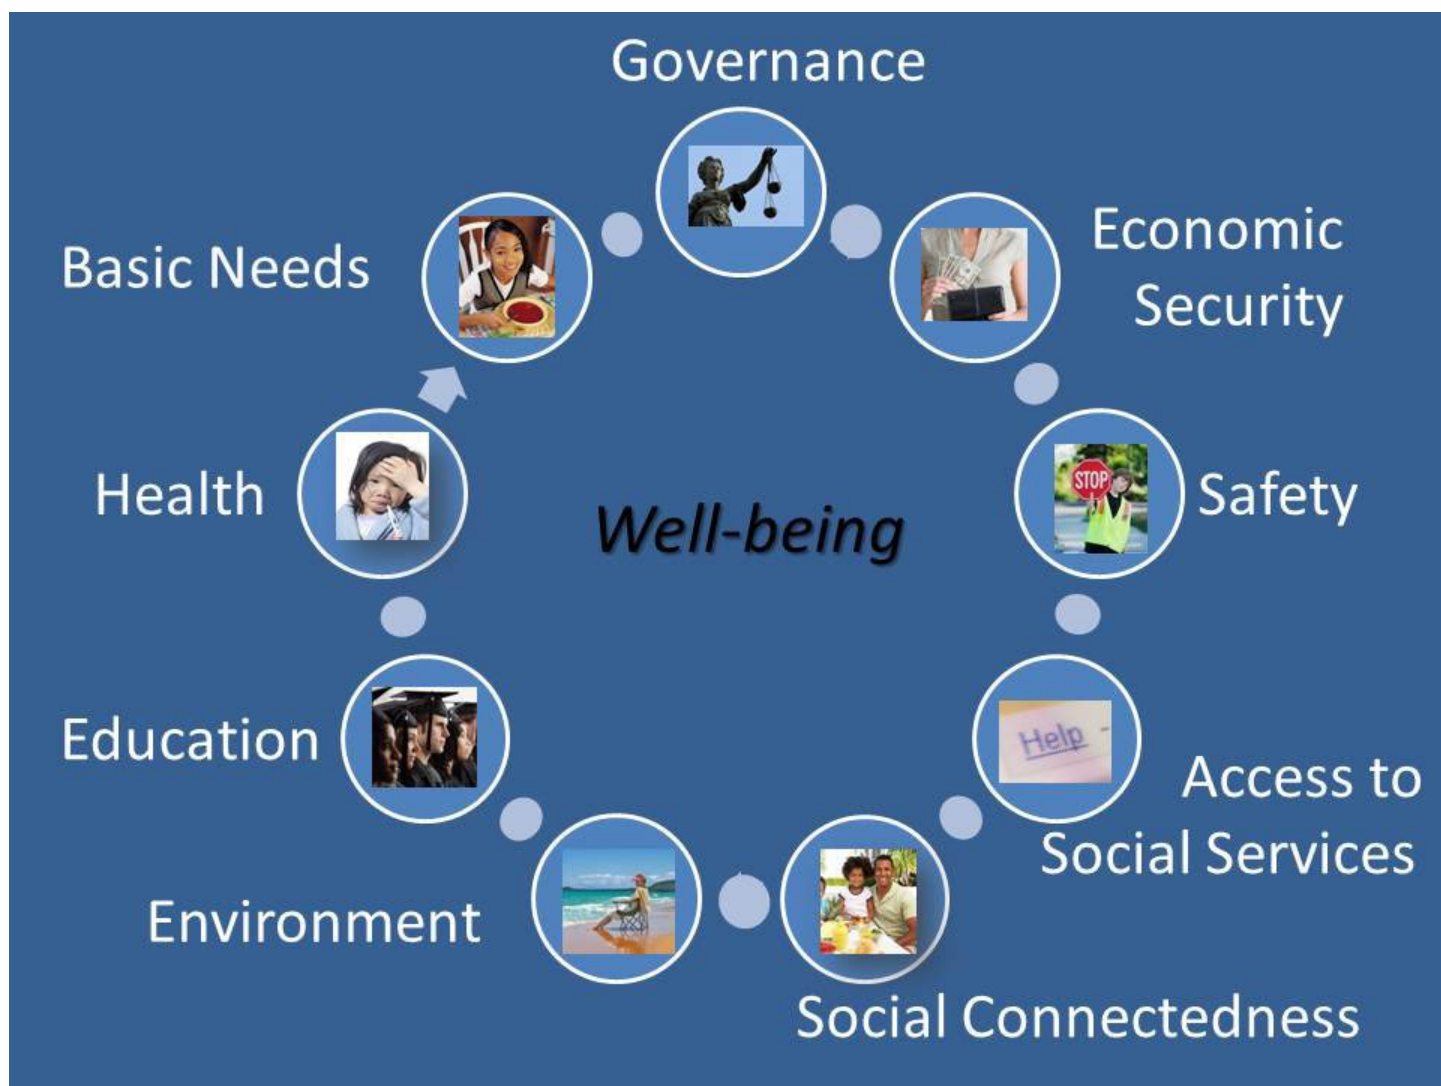 Governance
Economic
Security
Basic Needs
STOP
Health
Safety
Well-being
Education
Help
Access to
Social Services
Environment
Social Connectedness